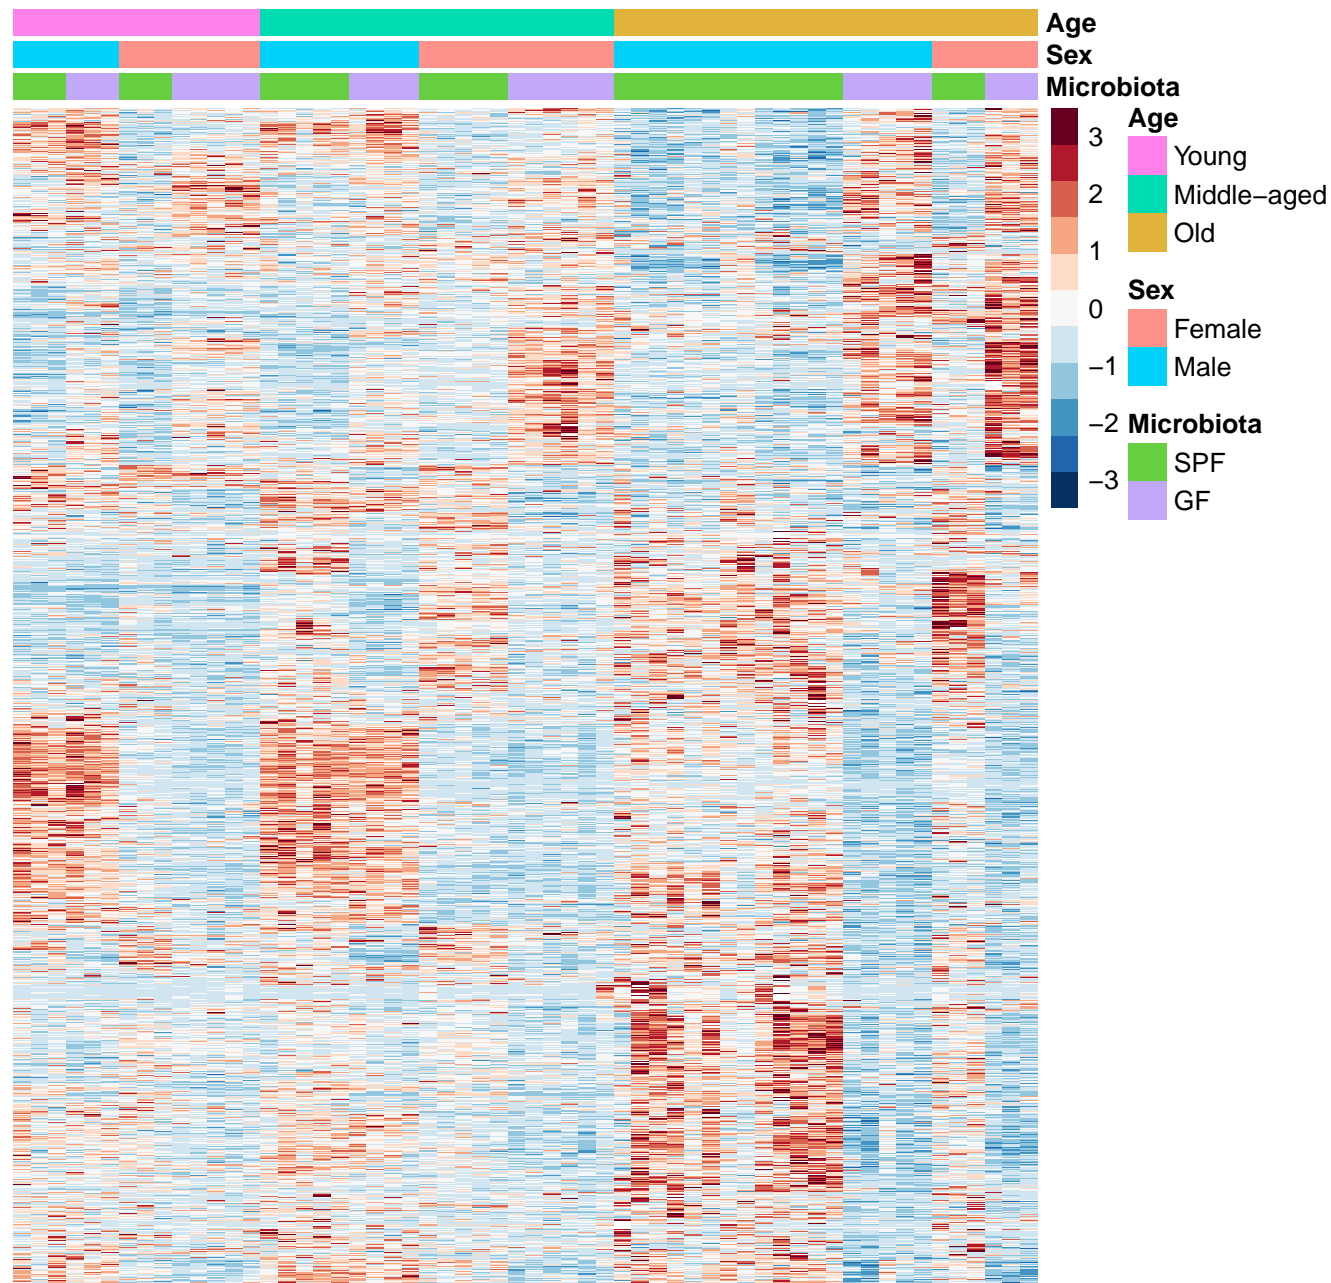 Age
Sex
Microbiota
3
2
1
0
−1
−2
−3
Age
Young
Middle−aged
Old
Sex
Female
Male
Microbiota
SPF
GF